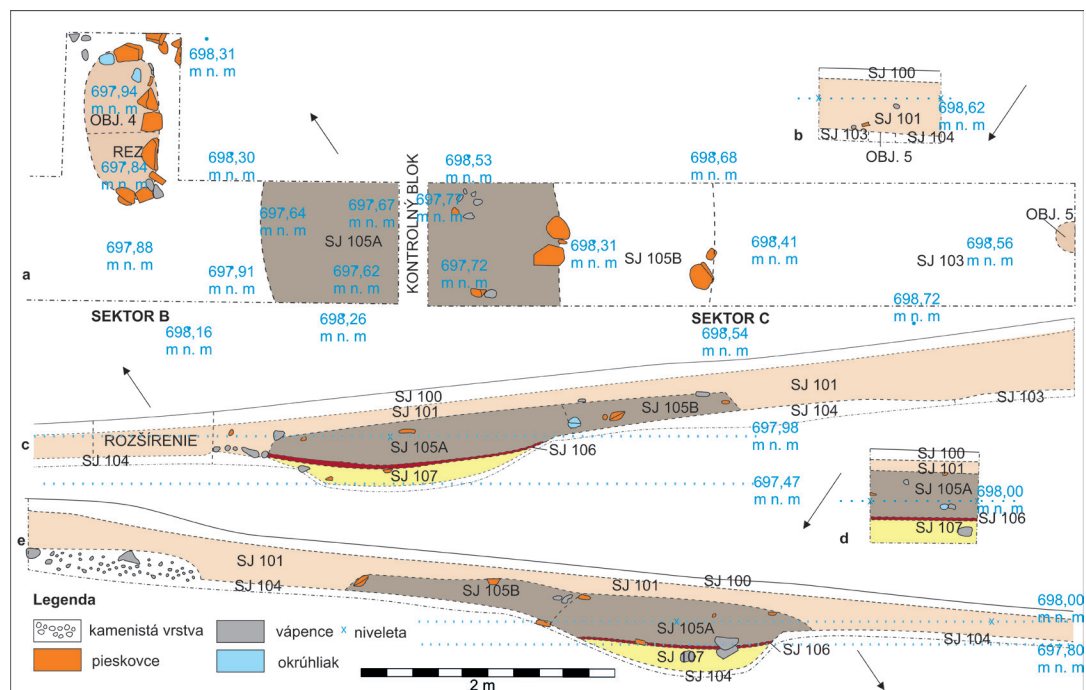 698,31
m n. m
697,94
m n. m
OBJ. 4
REZ
697,84
m n. m
698,30
m n. m
KONTROLNÝ BLOK
698,53
m n. m
698,68
m n. m
SJ 100
698,62
m n. m
SJ 101
b
SJ 103
SJ 104
OBJ. 5
697,64
m n. m
697,67
m n. m
697,77
m n. m
SJ 105A
697,88
m n. m
697,91
m n. m
697,62
m n. m
697,72
m n. m
698,31
m n. m
SJ 105B
698,41
m n. m
SJ 103
698,56
m n. m
OBJ. 5
a
SEKTOR B
SEKTOR C
698,16
m n. m
698,26
m n. m
698,54
m n. m
698,72
m n. m
SJ 100
SJ 101
SJ 101
SJ 105B
SJ 104
SJ 103
ROZŠÍRENIE
SJ 105A
SJ 106
697,98
m n. m
c
SJ 104
SJ 107
697,47
m n. m
SJ 100
SJ 101
SJ 105A
698,00
m n. m
SJ 106
SJ 107
d
e
SJ 101
SJ 104
SJ 105B
SJ 101
SJ 100
698,00
m n. m
SJ 105A
SJ 104
SJ 106
697,80
m n. m
SJ 107
SJ 104
Legenda
kamenistá vrstva
vápence
x niveleta
pieskovce
okrúhliak
2 m